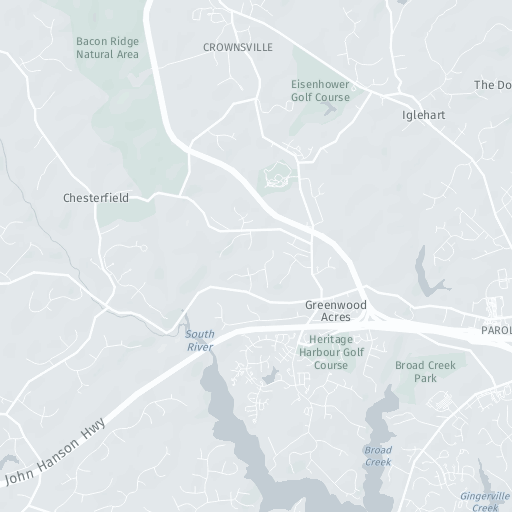 Bacon Ridge
Natural Area
CROWNSVILLE
Eisenhower
Golf Course
The Do
Iglehart
Chesterfield
Greenwood
Acres
South
River
PAROL
Heritage
Harbour Golf
Course
Broad Creek
Park
John Hanson Hwy
Broad
Creek
Gingerville
Creek